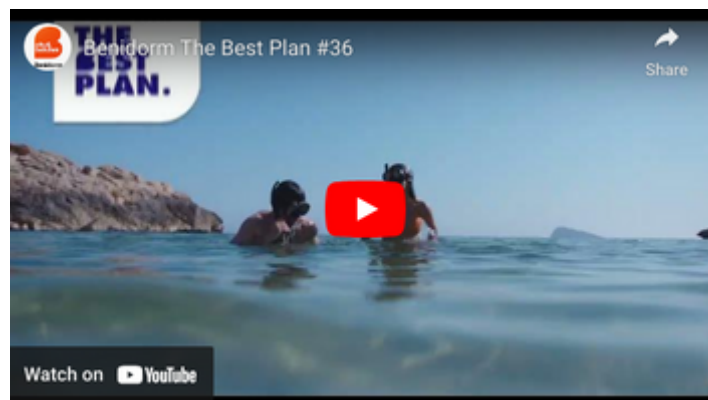 Benidorm The Best Plan #36
THE
BEST
PLAN.
Share
Watch on YouTube